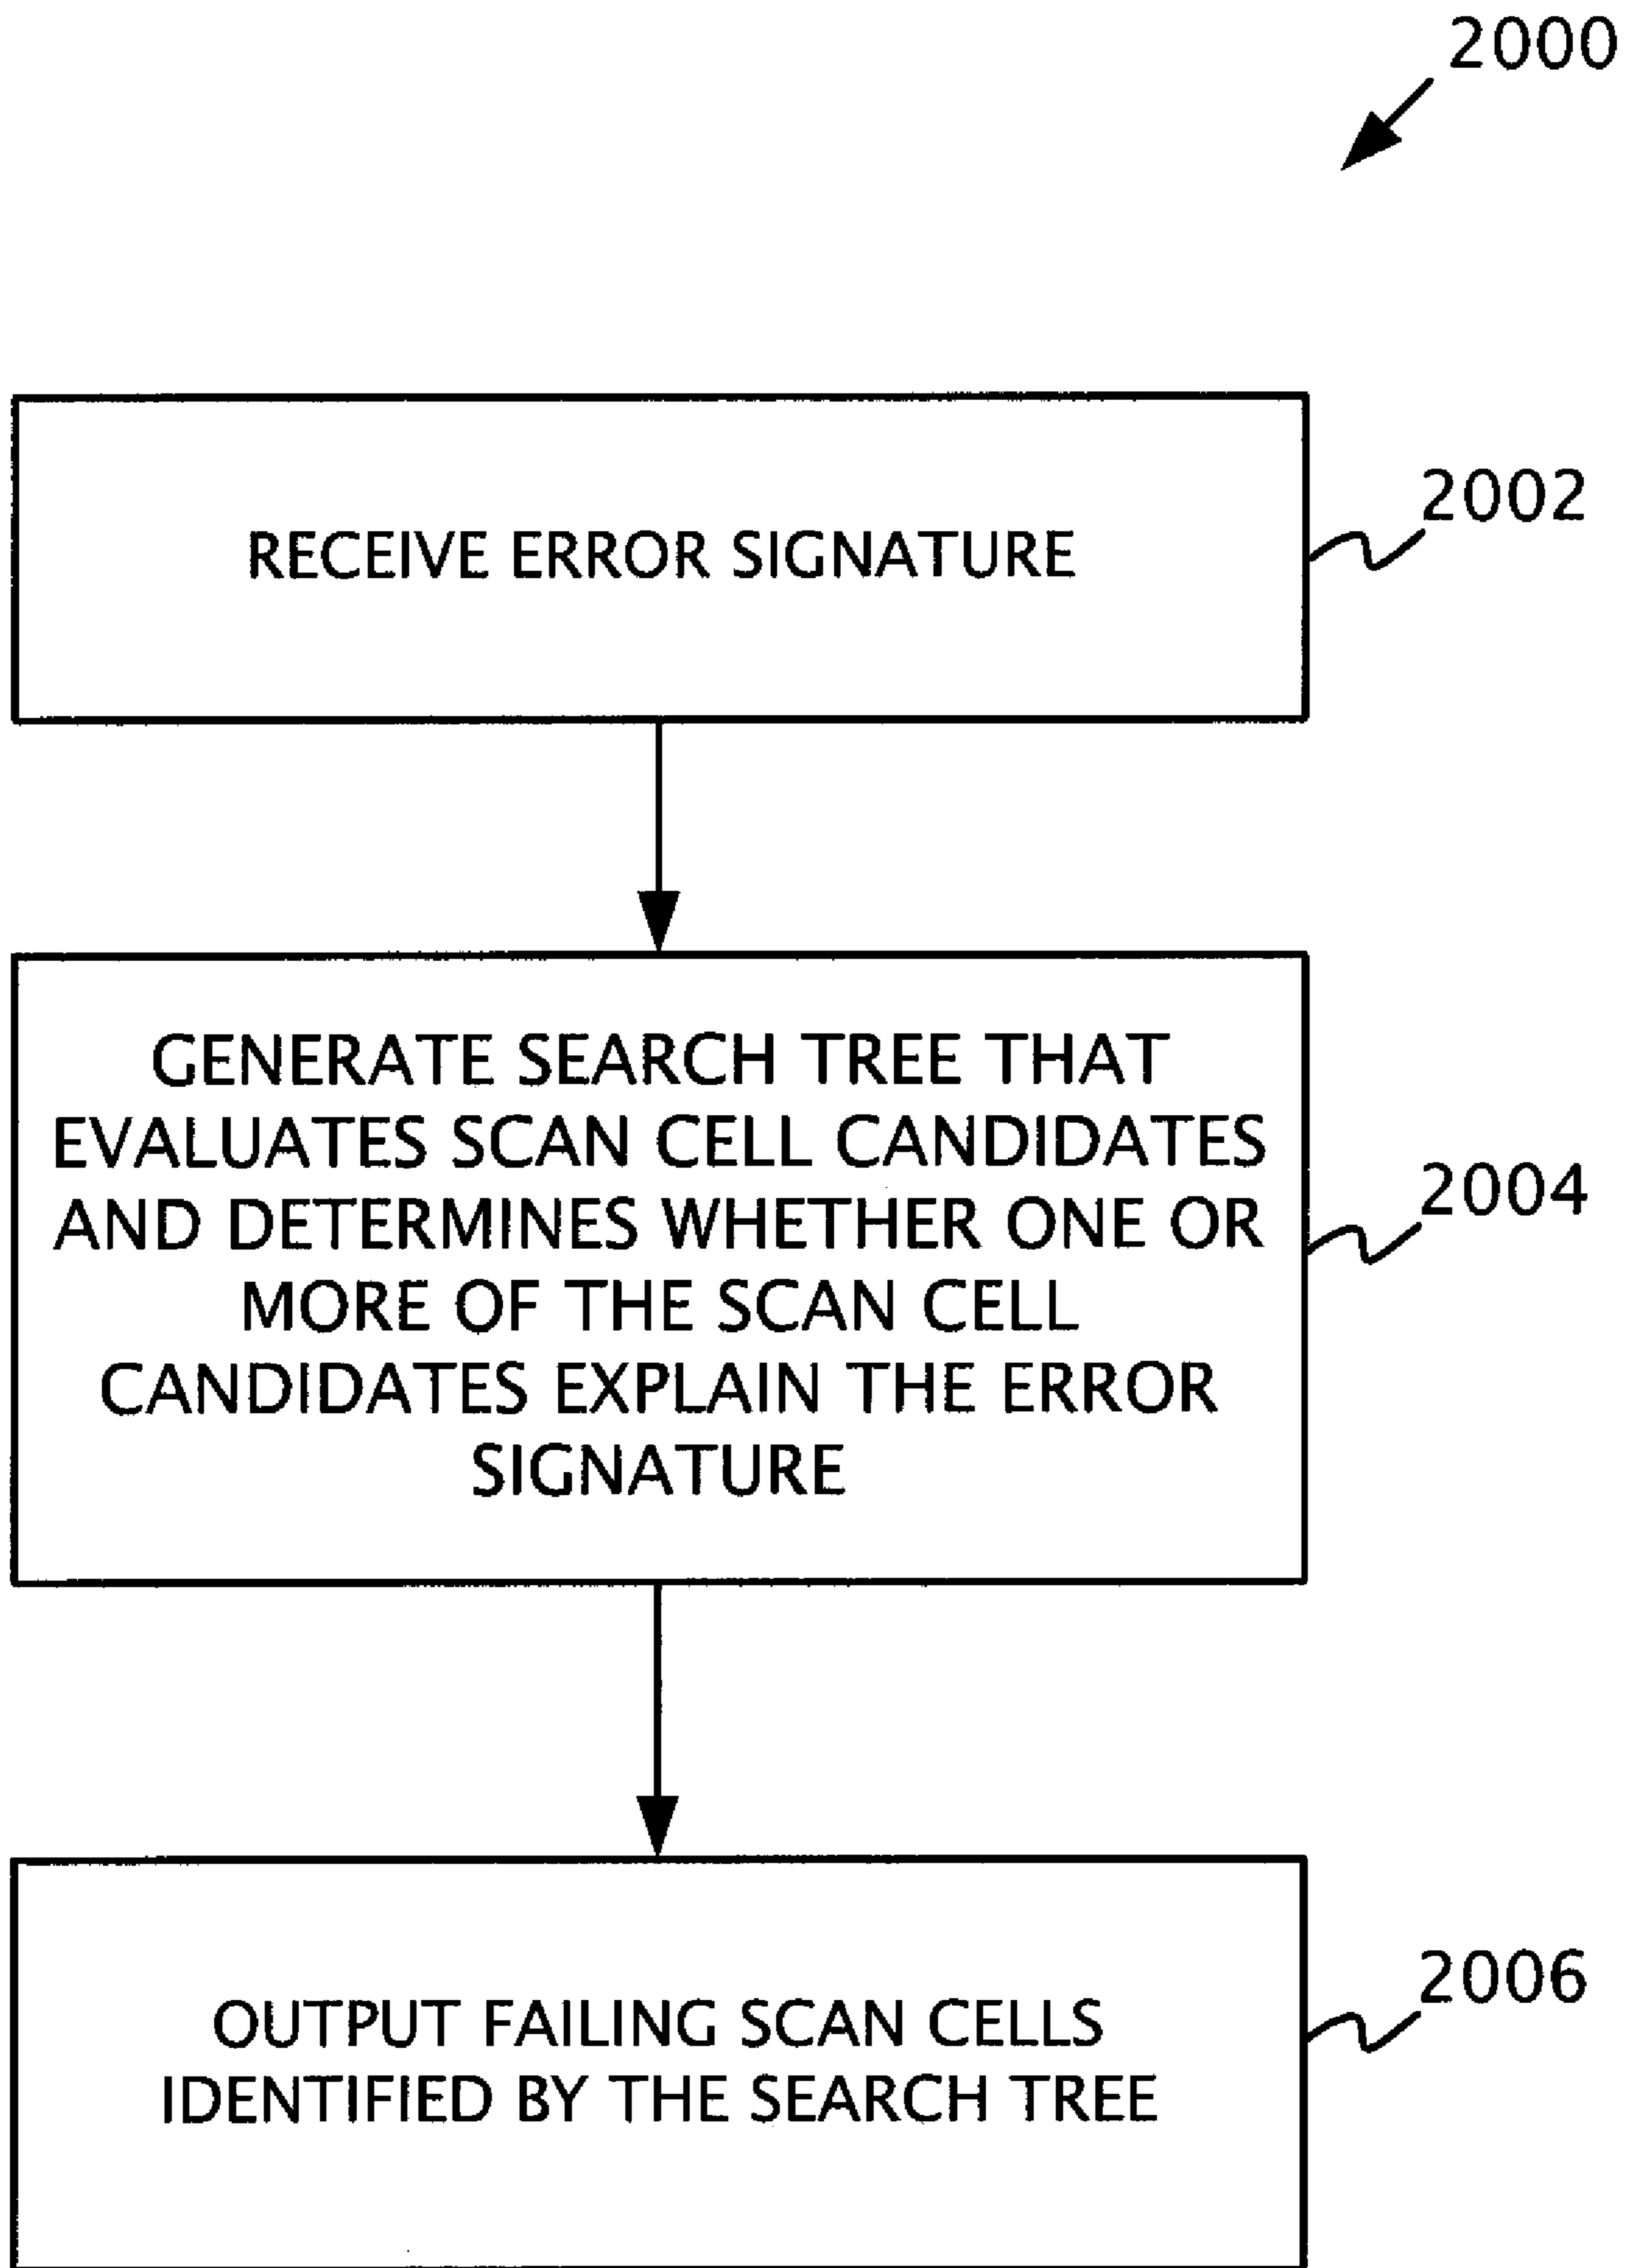 2000
RECEIVE ERROR SIGNATURE
2002
GENERATE SEARCH TREE THAT
EVALUATES SCAN CELL CANDIDATES
AND DETERMINES WHETHER ONE OR
MORE OF THE SCAN CELL
CANDIDATES EXPLAIN THE ERROR
SIGNATURE
2004
OUTPUT FAILING SCAN CELLS
IDENTIFIED BY THE SEARCH TREE
2006